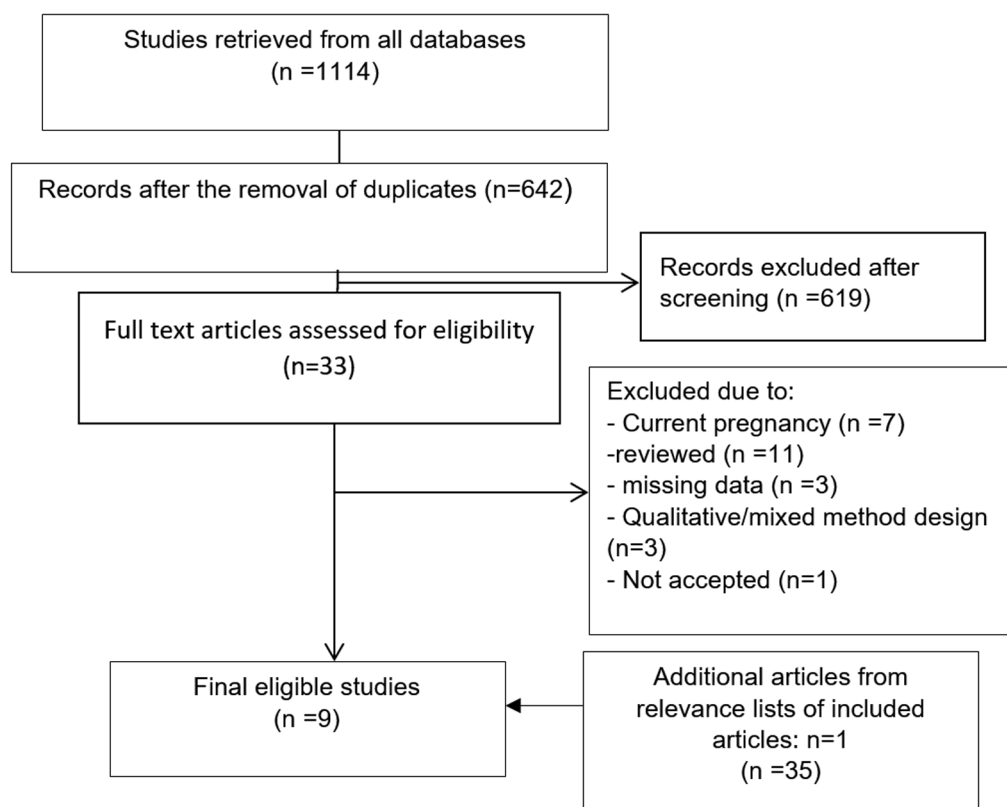 Studies retrieved from all databases
(n =1114)
Records after the removal of duplicates (n=642)
Records excluded after
screening (n =619)
Full text articles assessed for eligibility
(n=33)
Excluded due to:
- Current pregnancy (n =7)
-reviewed (n =11)
- missing data (n =3)
- Qualitative/mixed method design
(n=3)
- Not accepted (n=1)
Final eligible studies
(n =9)
Additional articles from
relevance lists of included
articles: n=1
(n =35)